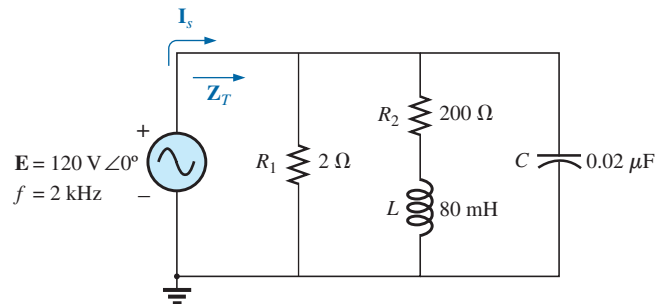 I_s
Z_T
+
E = 120 V ∠0°
f = 2 kHz
–
R_1 2 Ω
R_2 200 Ω
L 80 mH
C 0.02 μF